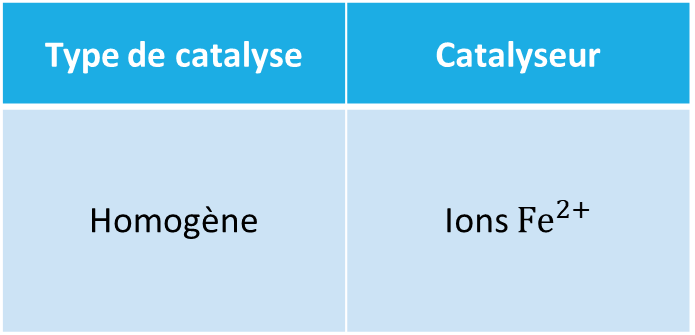 Type de catalyse Catalyseur
Homogène Ions Fe²⁺